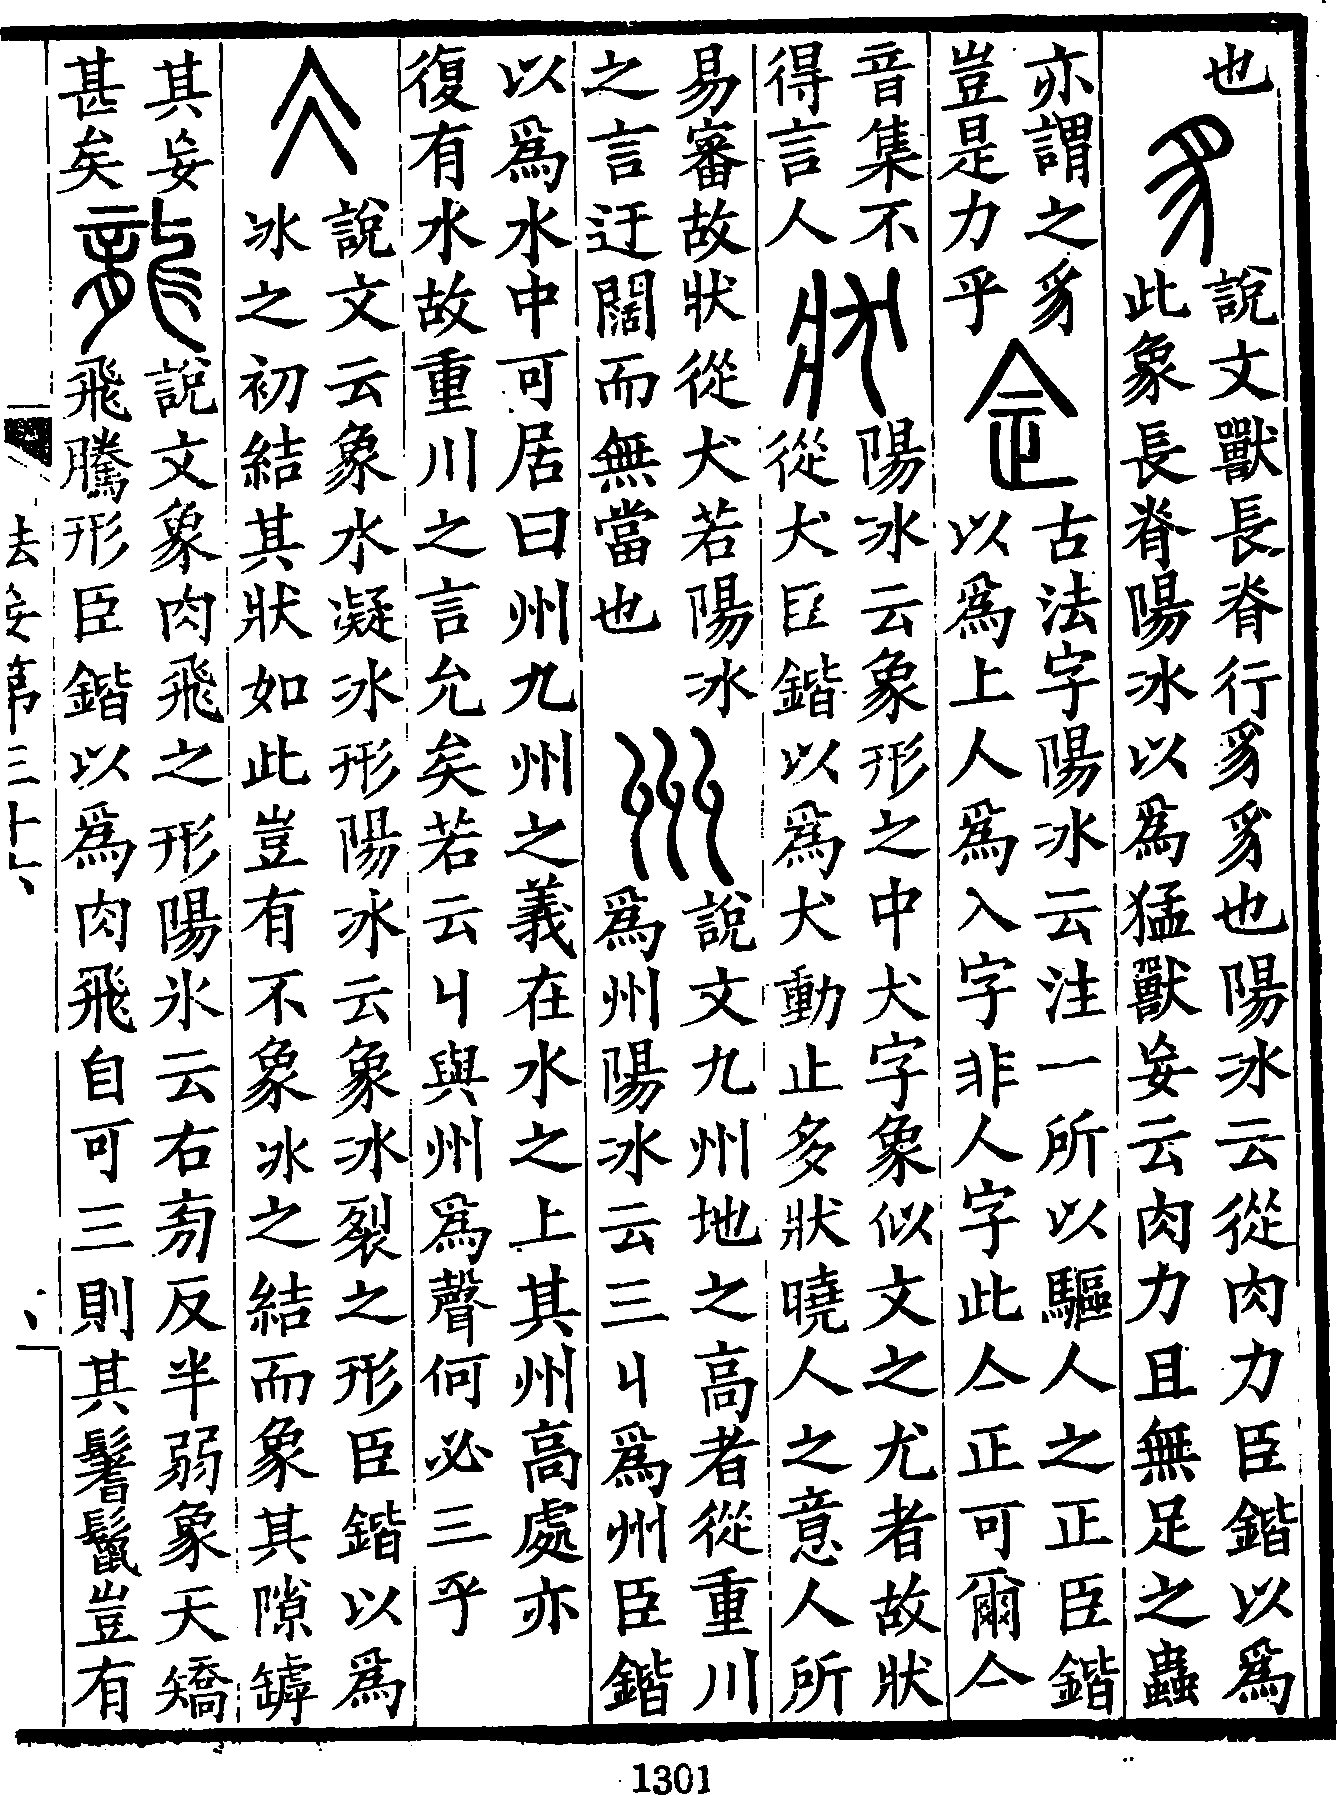 也
豸
說文獸長脊行豸豸也陽冰云從肉力臣鍇以爲
此象長脊陽冰以爲猛獸妄云肉力且無足之蟲
亦謂之豸
豈是力乎
佱
古法字陽冰云注一所以驅人之正臣鍇
以爲上人爲入字非人字此亼正可爾亼
音集不
得言人
狀
陽冰云象形之中犬字象似文之尤者故狀
從犬臣鍇以爲犬動止多狀曉人之意人所
易審故狀從犬若陽冰
之言迂闊而無當也
州
說文九州地之高者從重川
爲州陽冰云三丩爲州臣鍇
以爲水中可居曰州九州之義在水之上其州高處亦
復有水故重川之言允矣若云丩與州爲聲何必三乎
仌
說文云象水凝冰形陽冰云象冰裂之形臣鍇以爲
冰之初結其狀如此豈有不象冰之結而象其隙罅
其妄
甚矣
龍
說文象肉飛之形陽氷云右旁反半弱象天矯
飛騰形臣鍇以爲肉飛自可三則其鬐鬣豈有
祛妄第三十六
1301